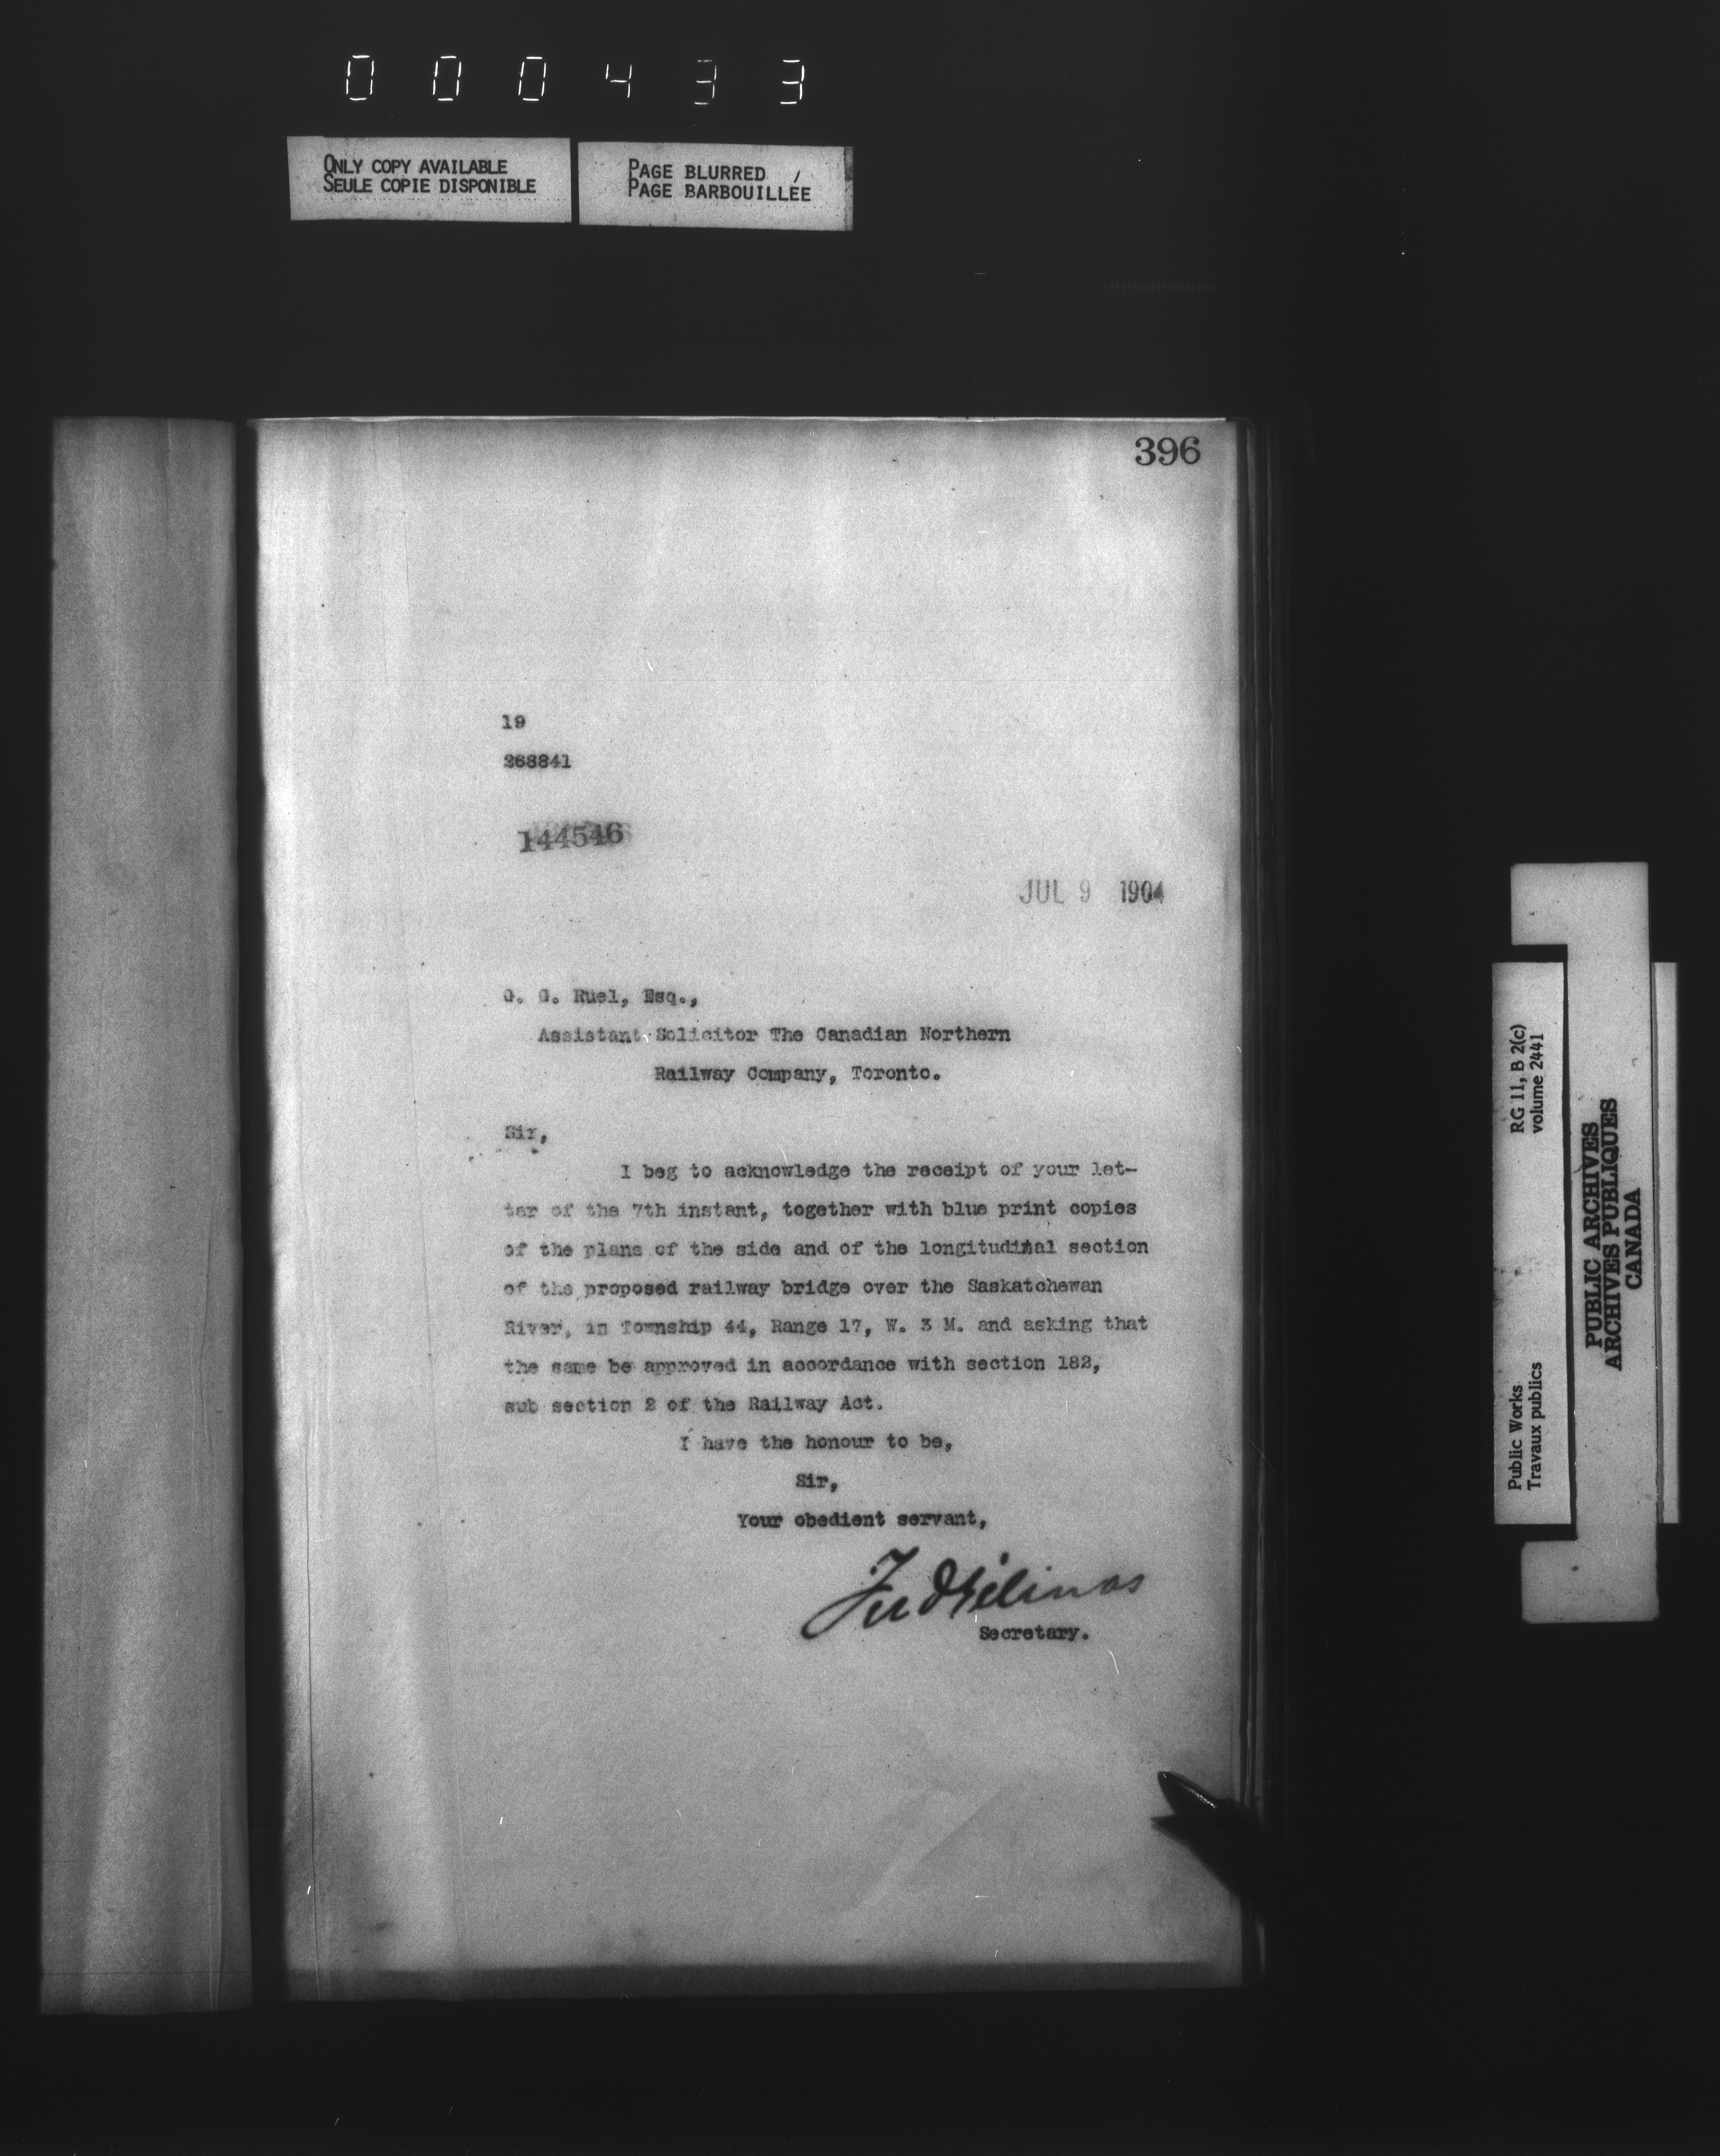 000433
ONLY COPY AVAILABLE
SEULE COPIE DISPONIBLE
PAGE BLURRED
PAGE BARBOUILLÉE
396
19
268841
144546
JUL 9 1904
G. G. Ruel, Esq.,
Assistant Solicitor The Canadian Northern
Railway Company, Toronto.
Sir,
I beg to acknowledge the receipt of your let-
ter of the 7th instant, together with blue print copies
of the plans of the side and of the longitudinal section
of the proposed railway bridge over the Saskatchewan
River, in Township 44, Range 17, W. 3 M. and asking that
the same be approved in accordance with section 182,
sub section 2 of the Railway Act.
I have the honour to be,
Sir,
Your obedient servant,
Fred Gélinas
Secretary.
RG 11, B 2(c)
volume 2441
Public Works
Travaux publics
PUBLIC ARCHIVES
ARCHIVES PUBLIQUES
CANADA